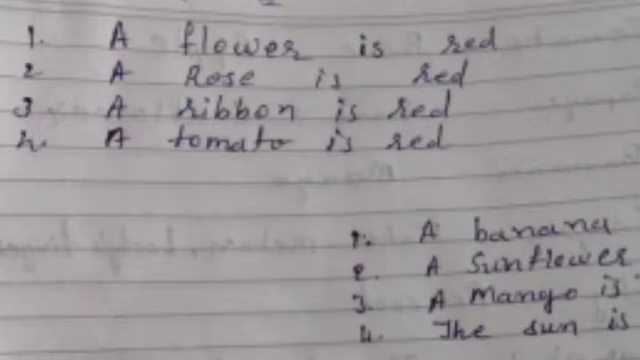 1. A flower is red
2 A Rose is red
3 A ribbon is red
4. A tomato is red
1. A banana
2. A Sunflower
3. A Mango is
4. The sun is